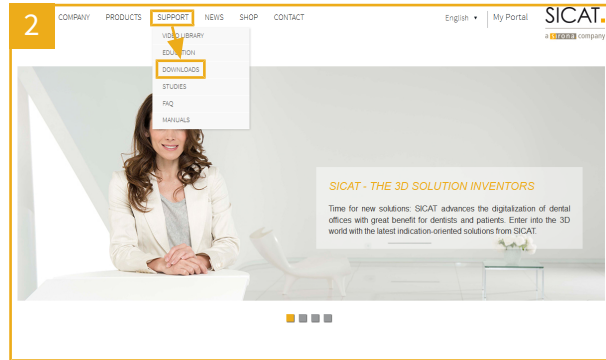 2
COMPANY PRODUCTS SUPPORT NEWS SHOP CONTACT English My Portal SICAT.
a sirona company
VIDEO LIBRARY
EDUCATION
DOWNLOADS
STUDIES
FAQ
MANUALS
SICAT - THE 3D SOLUTION INVENTORS
Time for new solutions: SICAT advances the digitalization of dental
offices with great benefit for dentists and patients. Enter into the 3D
world with the latest indication-oriented solutions from SICAT.